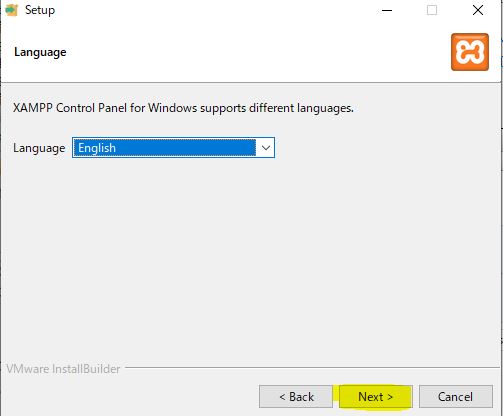 Setup
Language
XAMPP Control Panel for Windows supports different languages.
Language English
VMware InstallBuilder
< Back Next > Cancel